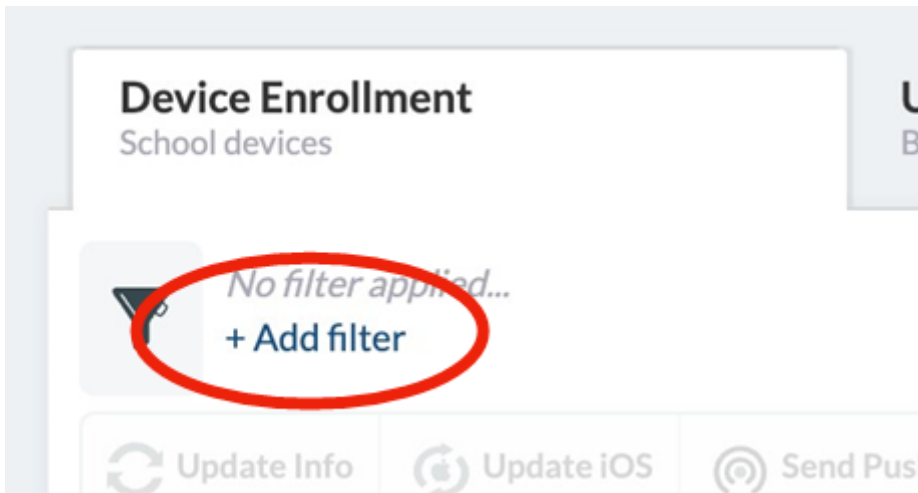 Device Enrollment
School devices
No filter applied...
+ Add filter
Update Info
Update iOS
Send Pus